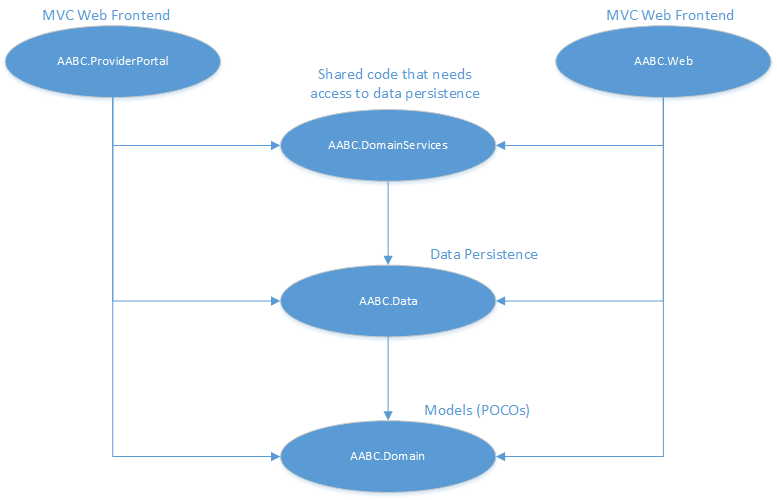 MVC Web Frontend
MVC Web Frontend
AABC.ProviderPortal
AABC.Web
Shared code that needs
access to data persistence
AABC.DomainServices
Data Persistence
AABC.Data
Models (POCOs)
AABC.Domain